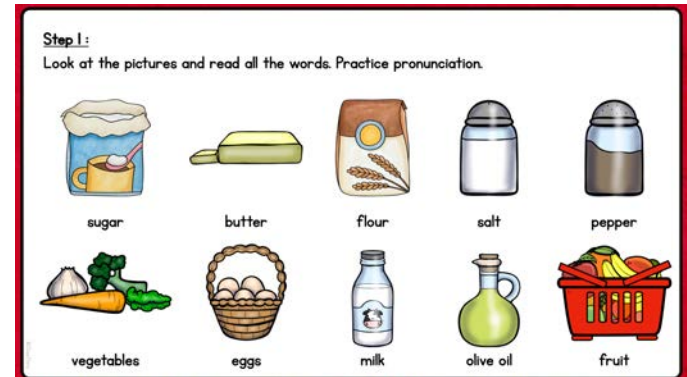 Step 1:
Look at the pictures and read all the words. Practice pronunciation.
sugar butter flour salt pepper
vegetables eggs milk olive oil fruit